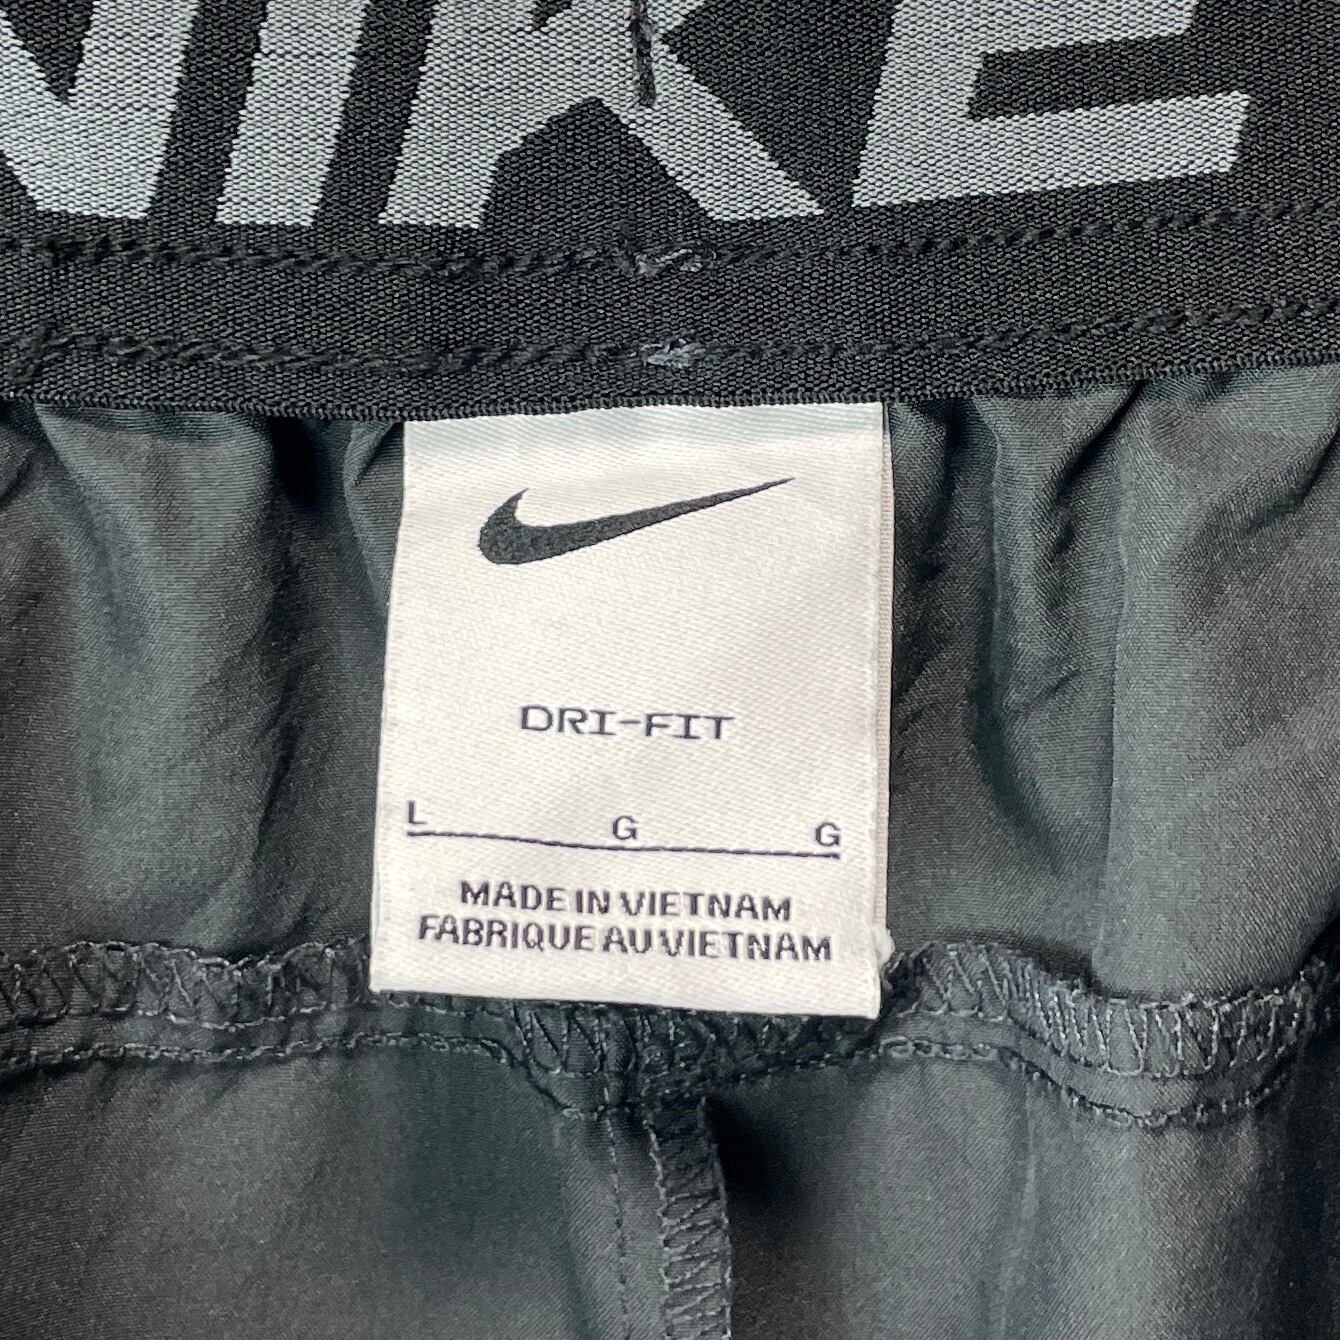 NIKE
DRI-FIT
L G G
MADE IN VIETNAM
FABRIQUE AU VIETNAM